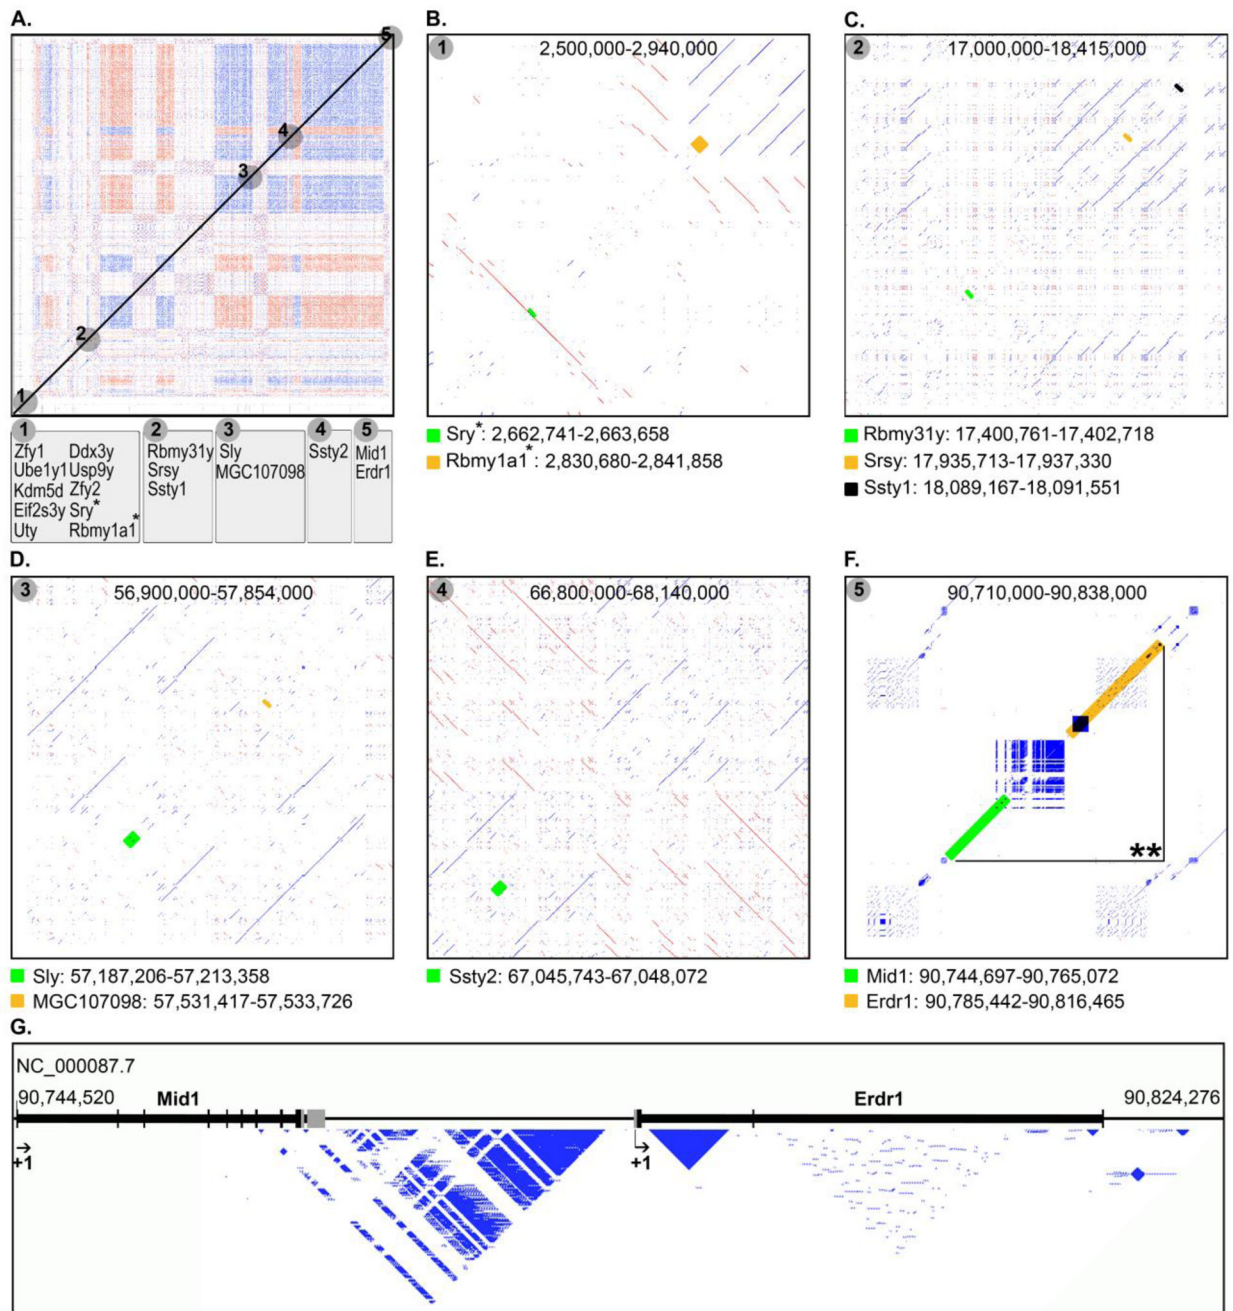 A.
5
4
3
2
1
1
Zfy1 Ddx3y
Ube1y1 Usp9y
Kdm5d Zfy2
Eif2s3y Sry*
Uty Rbmy1a1*
2
Rbmy31y
Srsy
Ssty1
3
Sly
MGC107098
4
Ssty2
5
Mid1
Erdr1
B.
1
2,500,000-2,940,000
Sry*: 2,662,741-2,663,658
Rbmy1a1*: 2,830,680-2,841,858
C.
2
17,000,000-18,415,000
Rbmy31y: 17,400,761-17,402,718
Srsy: 17,935,713-17,937,330
Ssty1: 18,089,167-18,091,551
D.
3
56,900,000-57,854,000
Sly: 57,187,206-57,213,358
MGC107098: 57,531,417-57,533,726
E.
4
66,800,000-68,140,000
Ssty2: 67,045,743-67,048,072
F.
5
90,710,000-90,838,000
**
Mid1: 90,744,697-90,765,072
Erdr1: 90,785,442-90,816,465
G.
NC_000087.7
90,744,520 Mid1 Erdr1 90,824,276
+1 +1